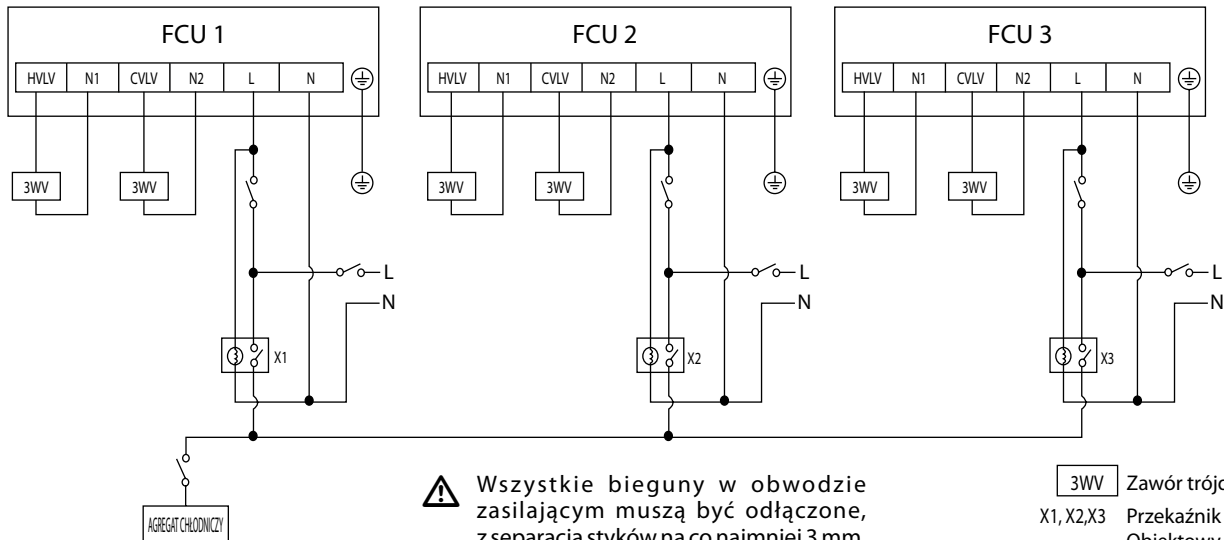 FCU 1
FCU 2
FCU 3
HVLV N1 CVLV N2 L N
HVLV N1 CVLV N2 L N
HVLV N1 CVLV N2 L N
3WV 3WV
3WV 3WV
3WV 3WV
L
L
L
N
N
N
X1
X2
X3
AGREGAT CHŁODNICZY
Wszystkie bieguny w obwodzie
zasilającym muszą być odłączone,
z separacją styków na co najmniej 3 mm
3WV Zawór
X1, X2,X3 Przekaźnik